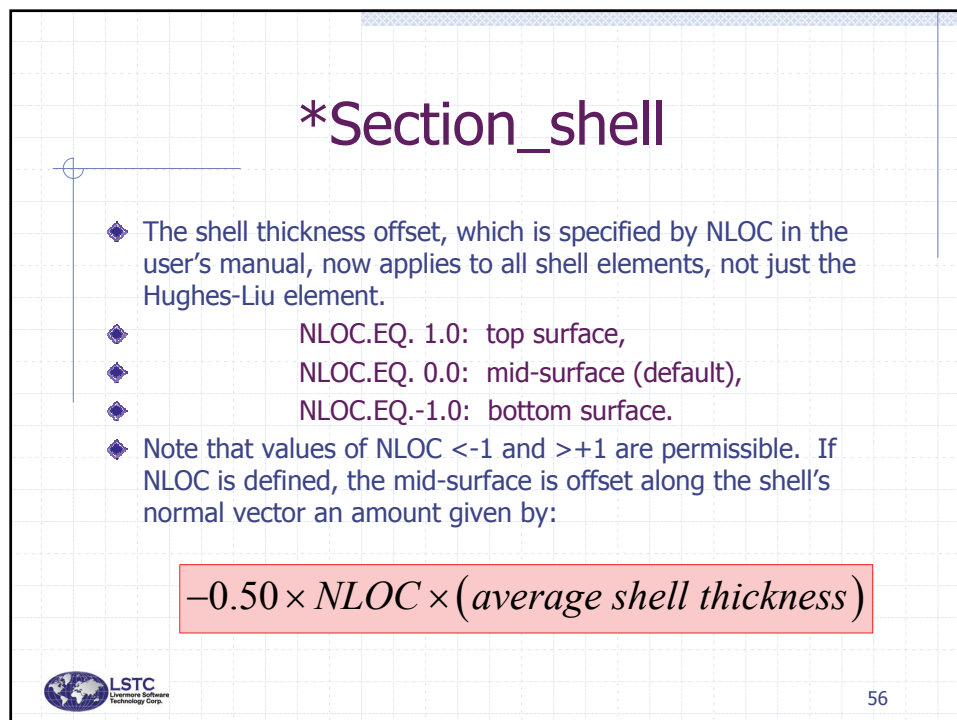 *Section_shell
The shell thickness offset, which is specified by NLOC in the
user's manual, now applies to all shell elements, not just the
Hughes-Liu element.
NLOC.EQ. 1.0: top surface,
NLOC.EQ. 0.0: mid-surface (default),
NLOC.EQ.-1.0: bottom surface.
Note that values of NLOC <-1 and >+1 are permissible. If
NLOC is defined, the mid-surface is offset along the shell's
normal vector an amount given by:
−0.50 × NLOC × (average shell thickness)
LSTC
Livermore Software
Technology Corp.
56